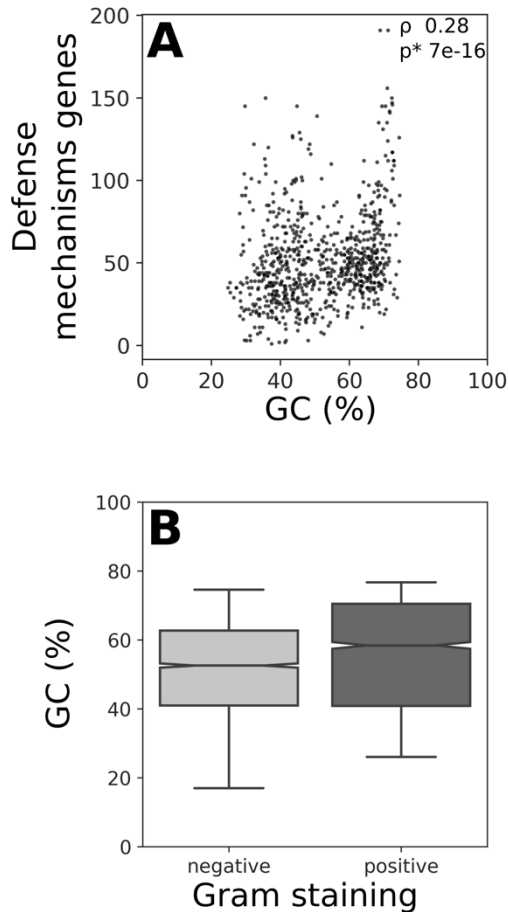 A
ρ 0.28
p* 7e-16
Defense
mechanisms genes
200
150
100
50
0
0 20 40 60 80 100
GC (%)
B
GC (%)
100
80
60
40
20
0
negative positive
Gram staining